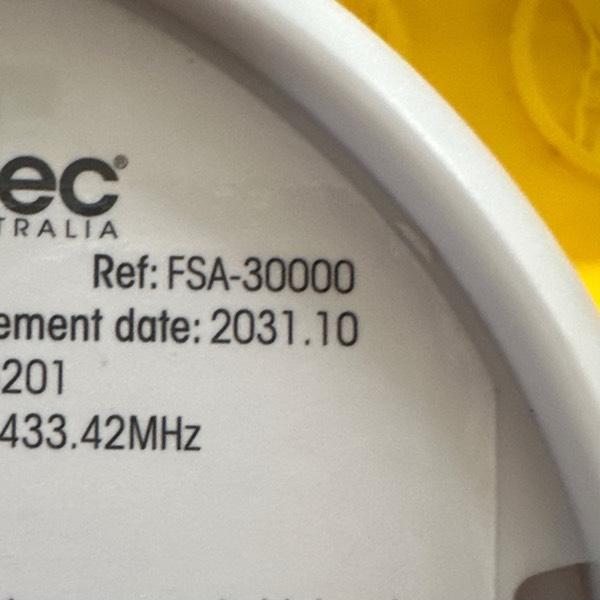 ec®
TRALIA
Ref: FSA-30000
ement date: 2031.10
201
433.42MHz